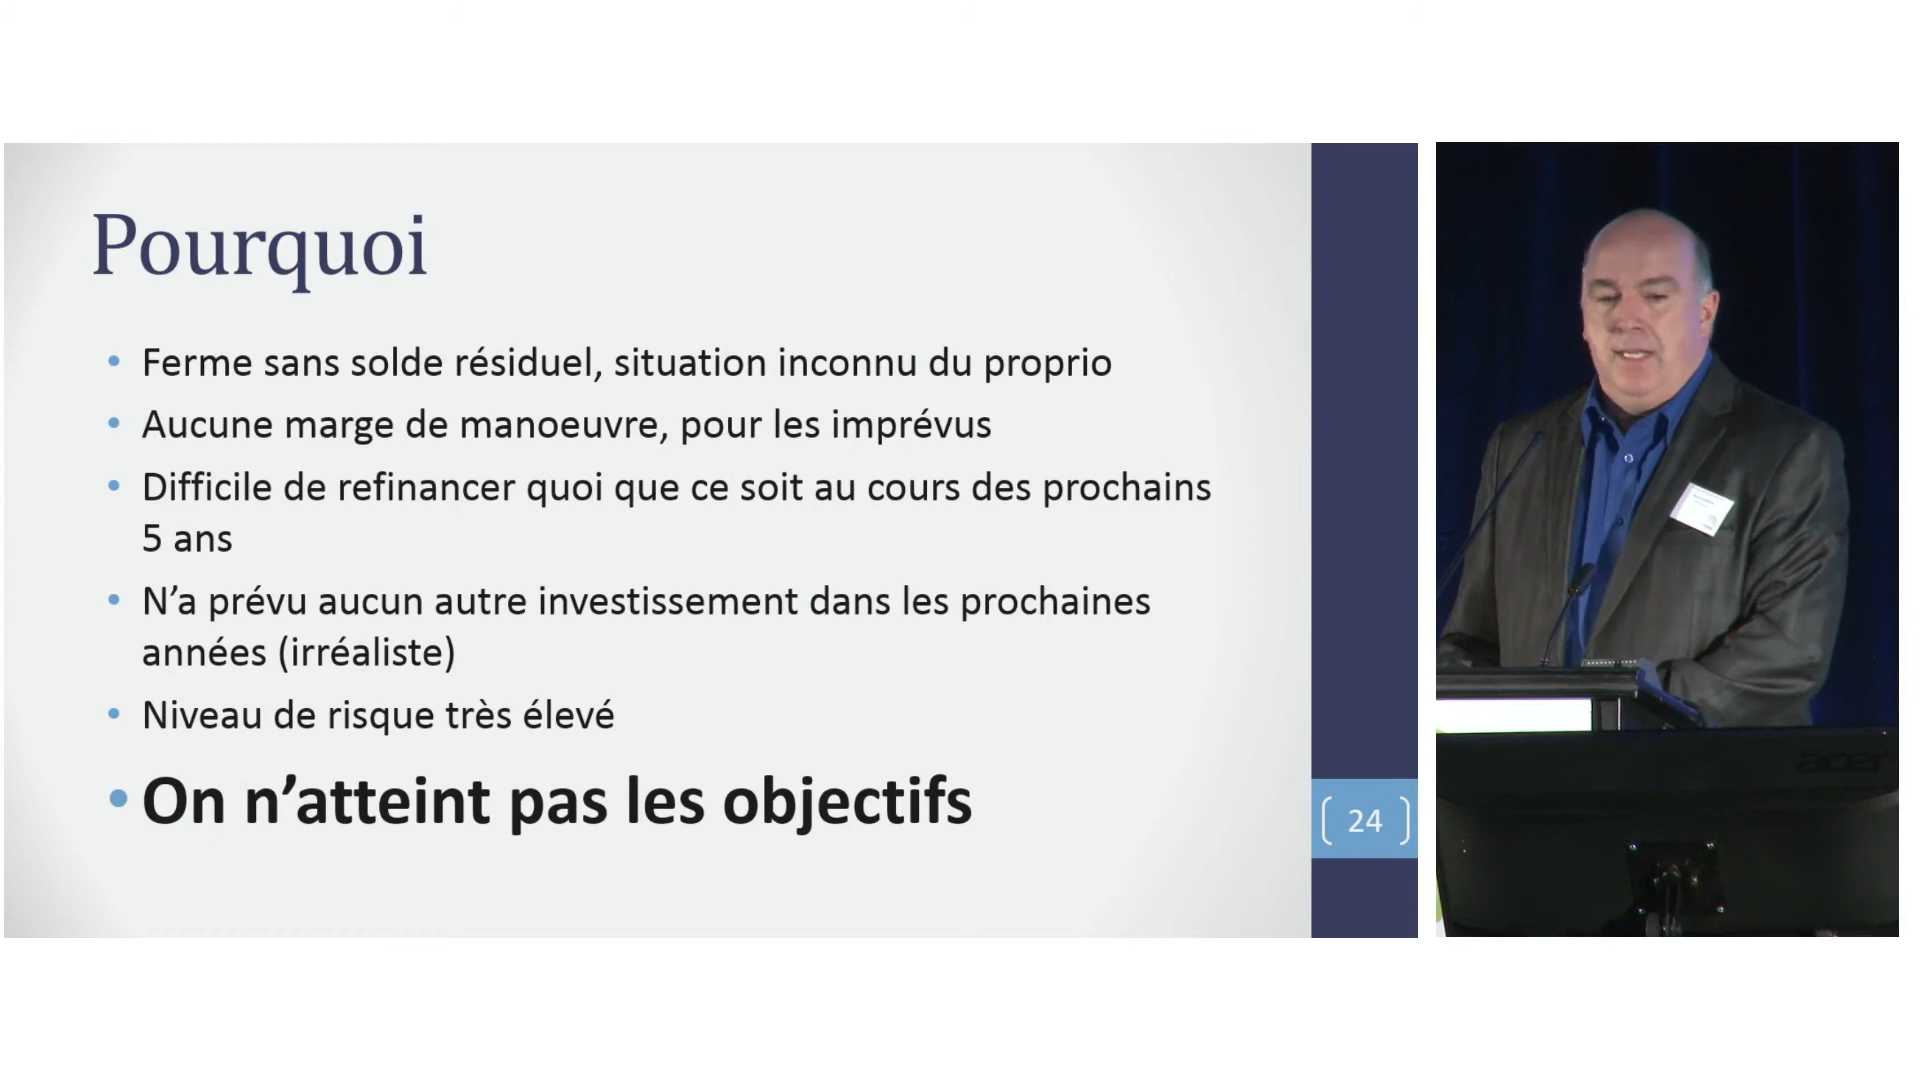 Pourquoi
• Ferme sans solde résiduel, situation inconnu du proprio
• Aucune marge de manoeuvre, pour les imprévus
• Difficile de refinancer quoi que ce soit au cours des prochains
5 ans
• N’a prévu aucun autre investissement dans les prochaines
années (irréaliste)
• Niveau de risque très élevé
• On n’atteint pas les objectifs
24
acer